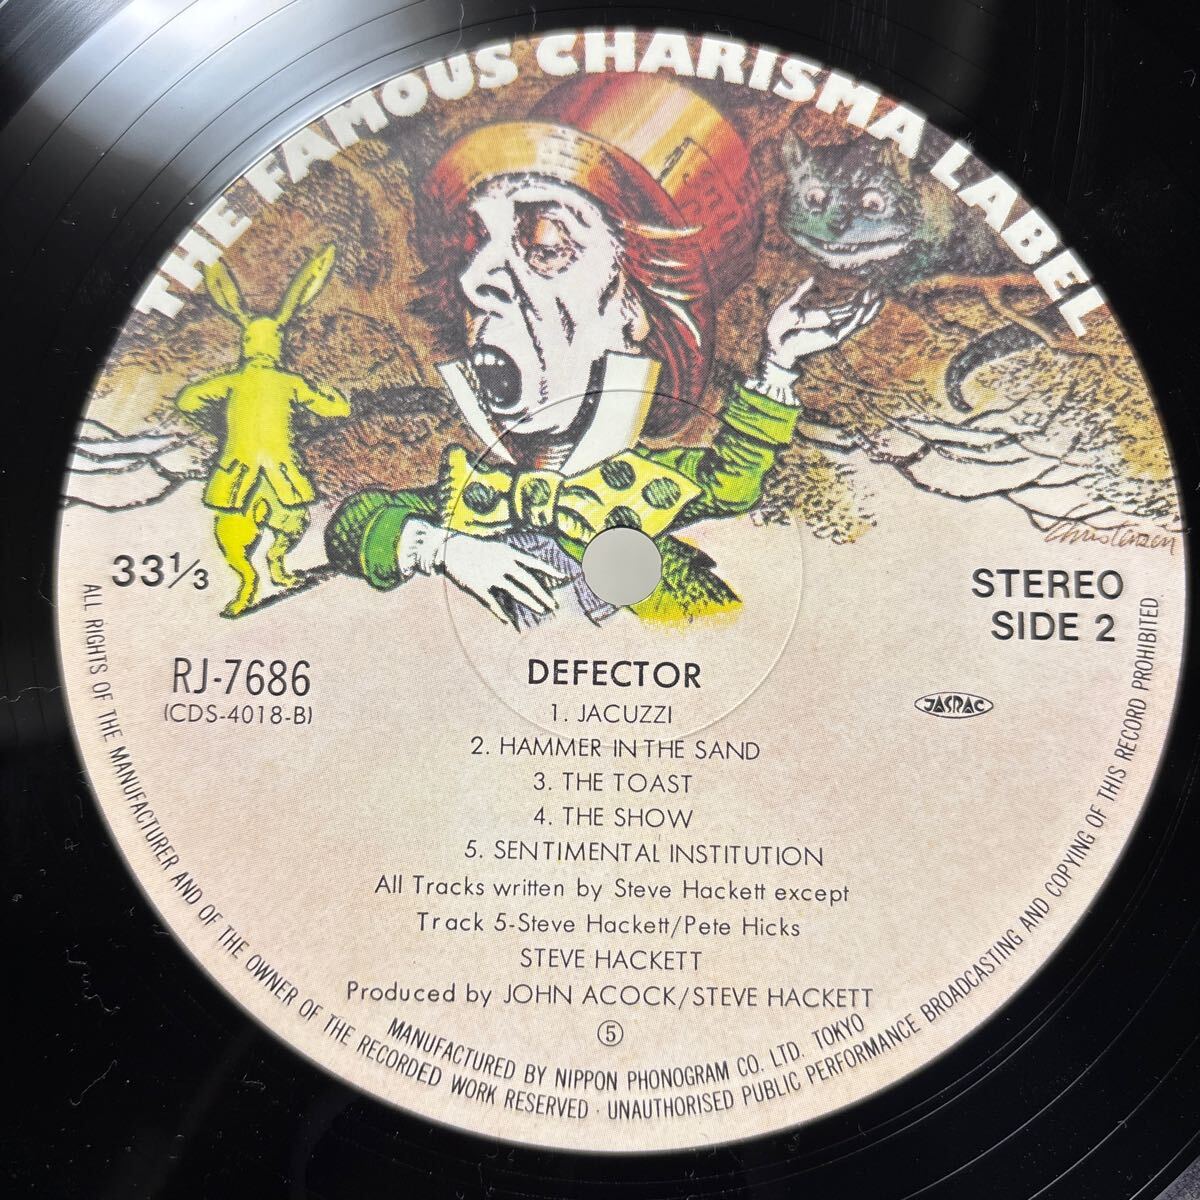 THE FAMOUS CHARISMA LABEL
Christensen
33 1/3
STEREO
SIDE 2
RJ-7686
(CDS-4018-B)
JASRAC
DEFECTOR
1. JACUZZI
2. HAMMER IN THE SAND
3. THE TOAST
4. THE SHOW
5. SENTIMENTAL INSTITUTION
All Tracks written by Steve Hackett except
Track 5-Steve Hackett/Pete Hicks
STEVE HACKETT
Produced by JOHN ACOCK/STEVE HACKETT
⑤
MANUFACTURED BY NIPPON PHONOGRAM CO. LTD. TOKYO
ALL RIGHTS OF THE MANUFACTURER AND OF THE OWNER OF THE RECORDED WORK RESERVED · UNAUTHORISED PUBLIC PERFORMANCE BROADCASTING AND COPYING OF THIS RECORD PROHIBITED